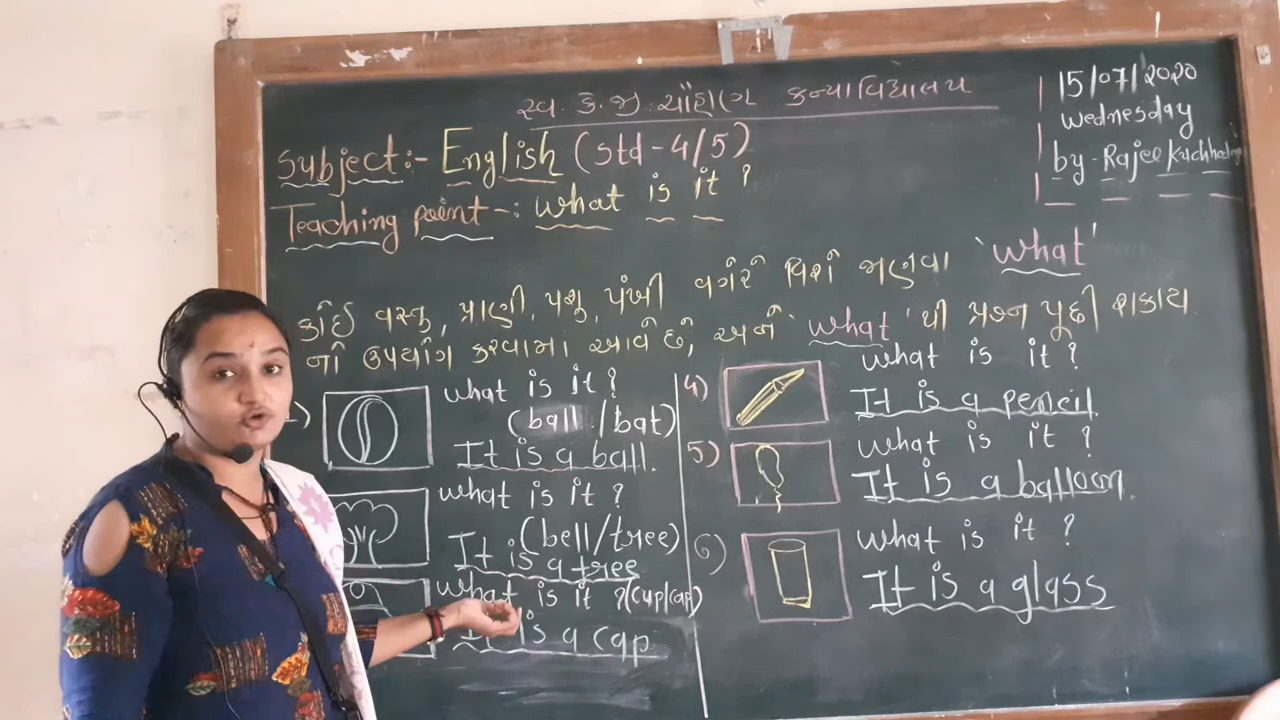 સ્વ. કે.જી. ચૌહાણ કન્યાવિદ્યાલય
15/07/2020
Wednesday
by-Rajee
Subject:- English (std-4/5)
Teaching point-: What is it?
કોઈ વસ્તુ, પ્રાણી, પશુ, પંખી વગેરે વિશે જાણવા 'what'
નો ઉપયોગ કરવામાં આવે છે, અને 'what' થી પ્રશ્ન પૂછી શકાય.
what is it?
(ball/bat)
It is a ball.
what is it?
(bell/tree)
It is a tree
What is it? (cup/cap)
It is a cap.
4) what is it?
It is a pencil.
5) what is it?
It is a balloon.
6) what is it?
It is a glass